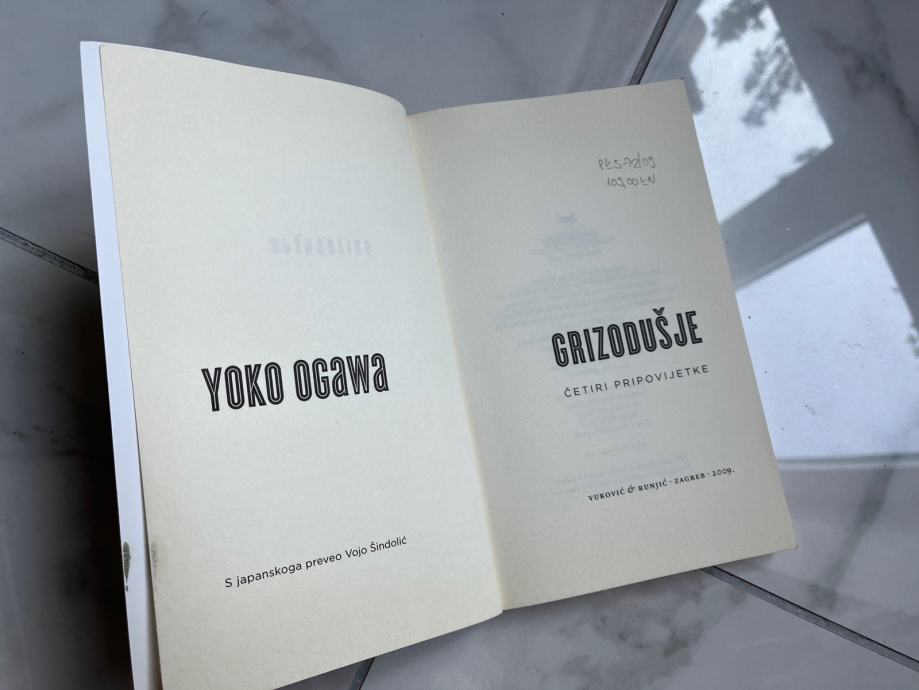 YOKO OGAWA
S japanskoga preveo Vojo Šindolić
GRIZODUŠJE
ČETIRI PRIPOVIJETKE
VUKOVIĆ & RUNJIĆ · ZAGREB · 2009.